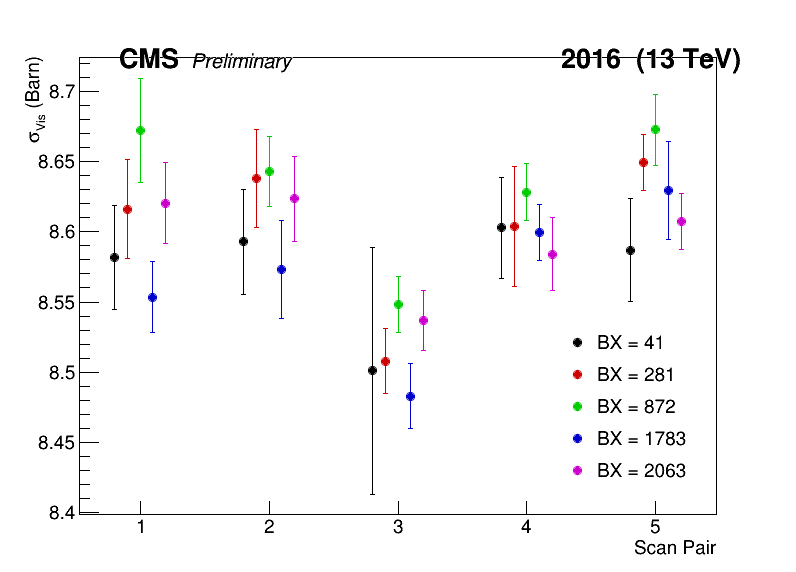 CMS Preliminary 2016 (13 TeV)
σVis (Barn)
8.7
8.65
8.6
8.55
8.5
8.45
8.4
BX = 41
BX = 281
BX = 872
BX = 1783
BX = 2063
1 2 3 4 5
Scan Pair